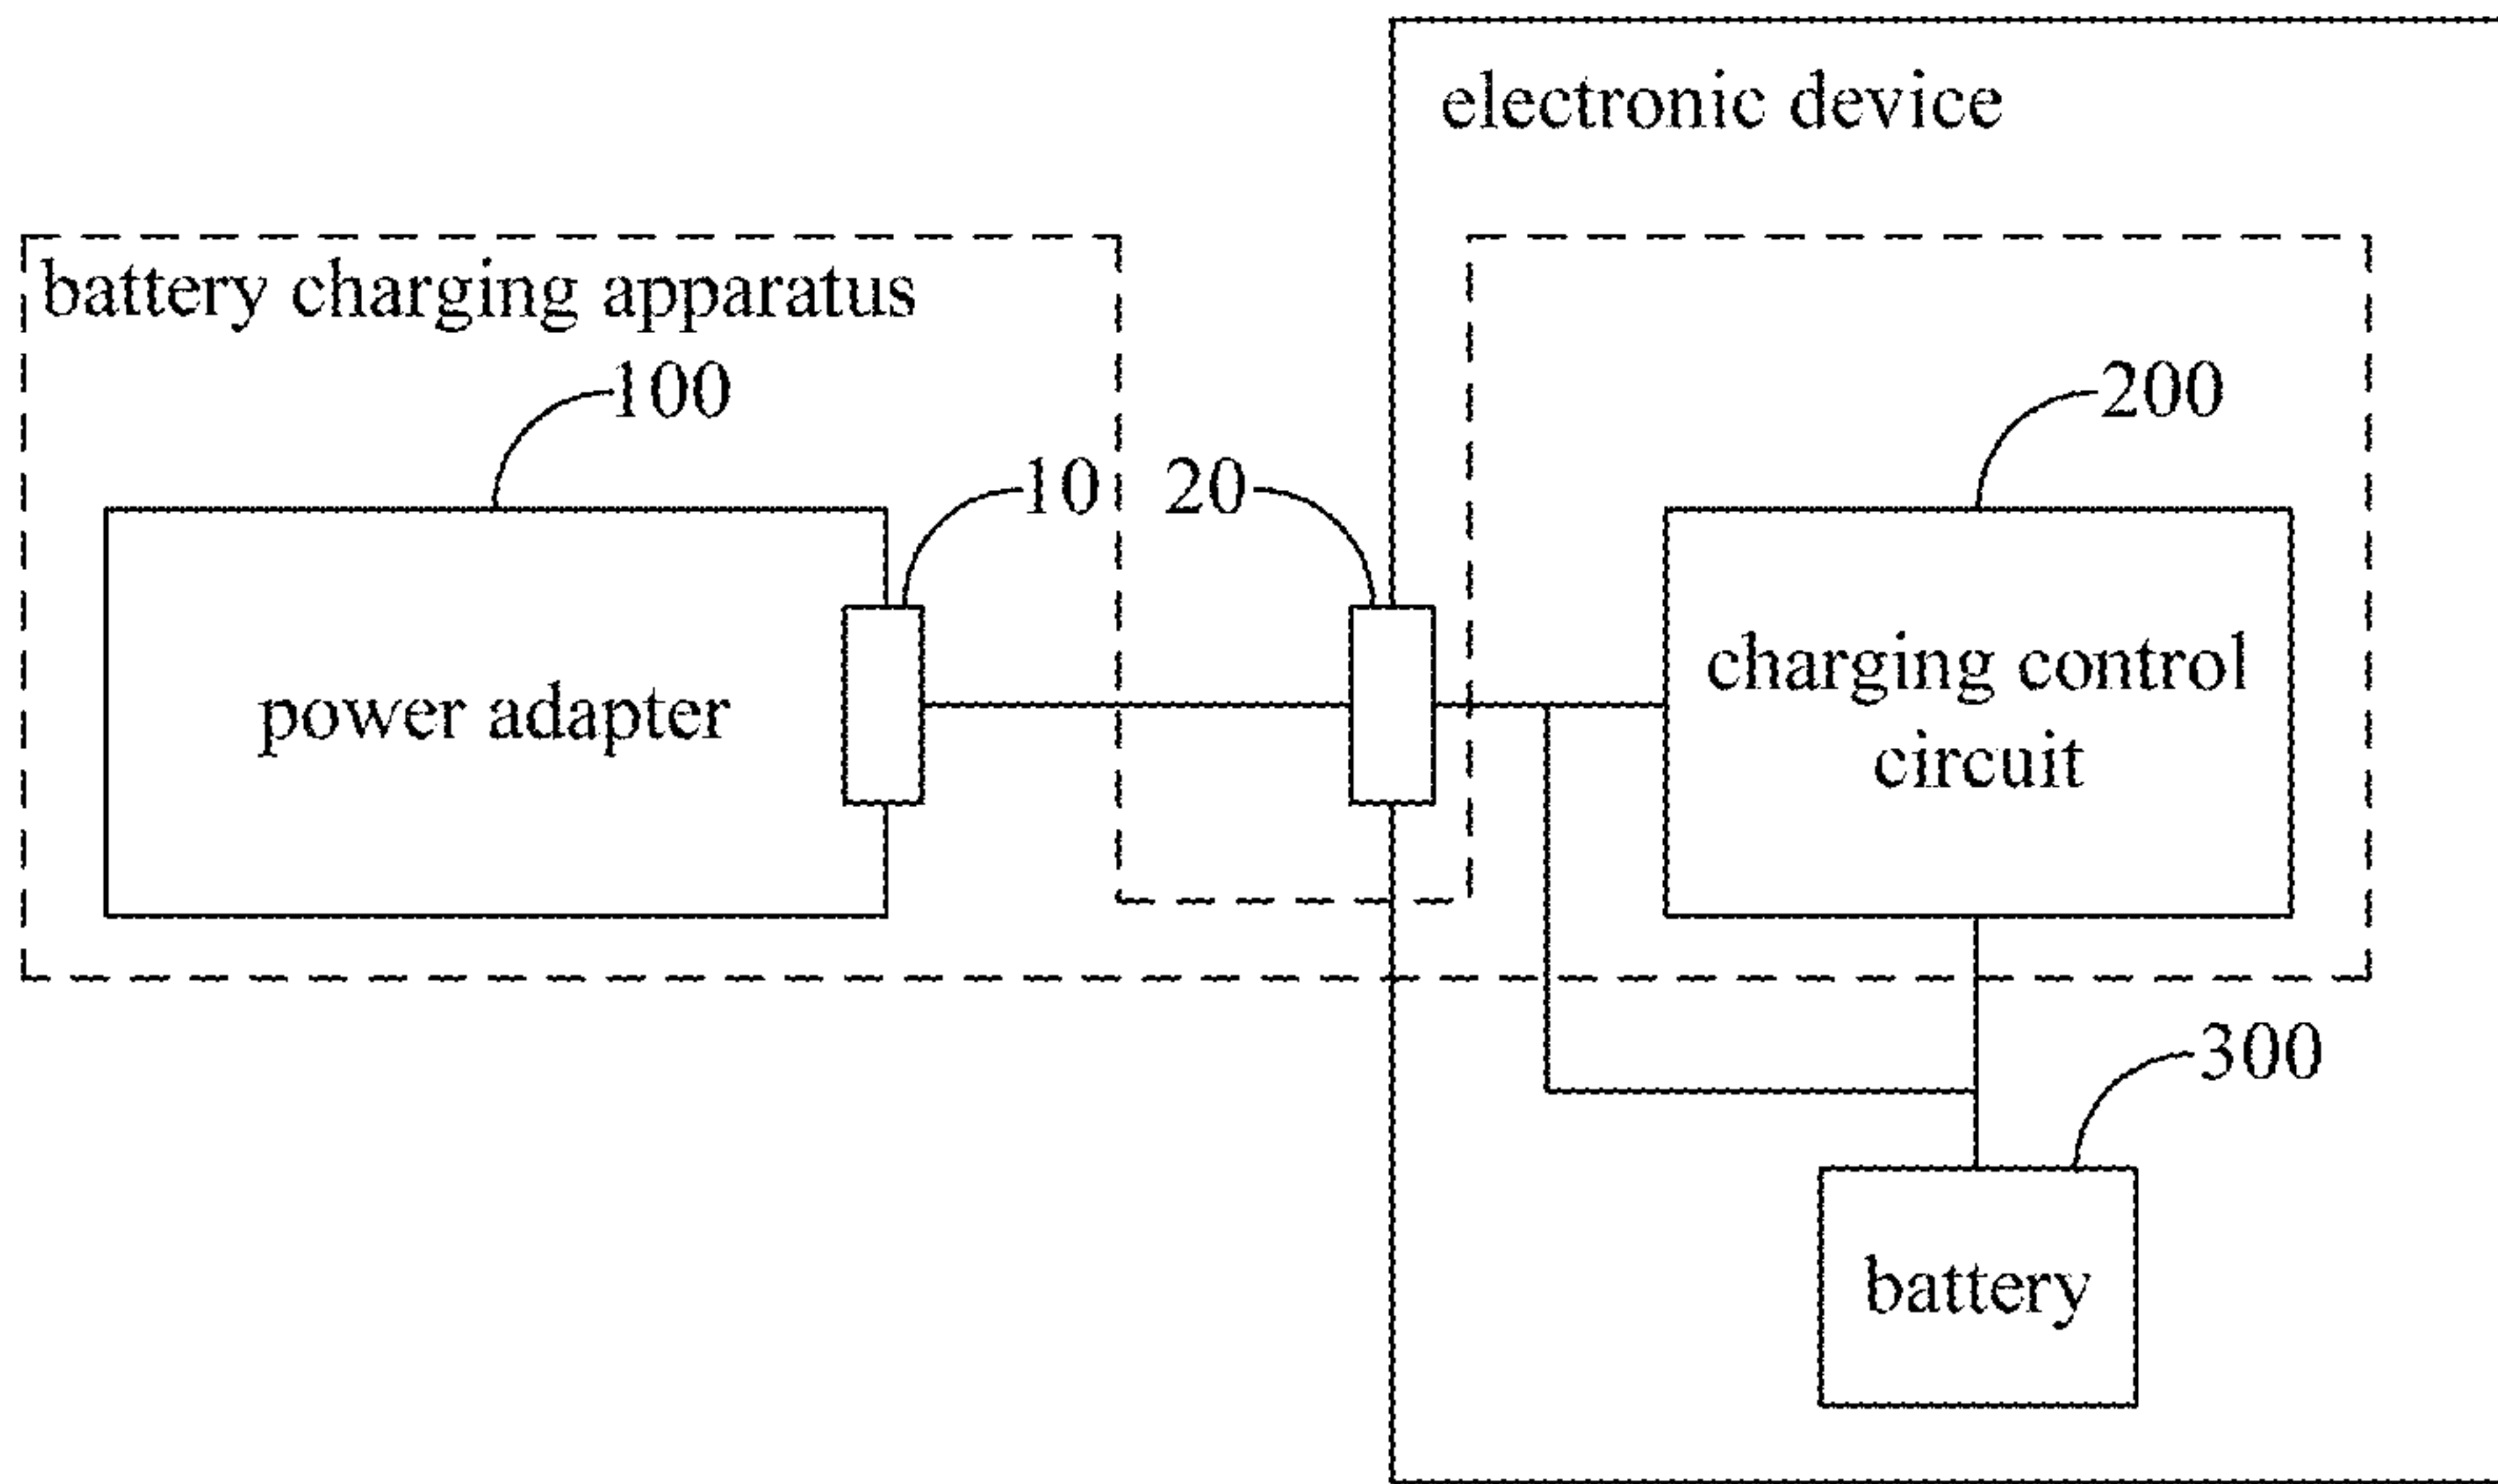 electronic device
battery charging apparatus
100
200
10
20
power adapter
charging control
circuit
300
battery